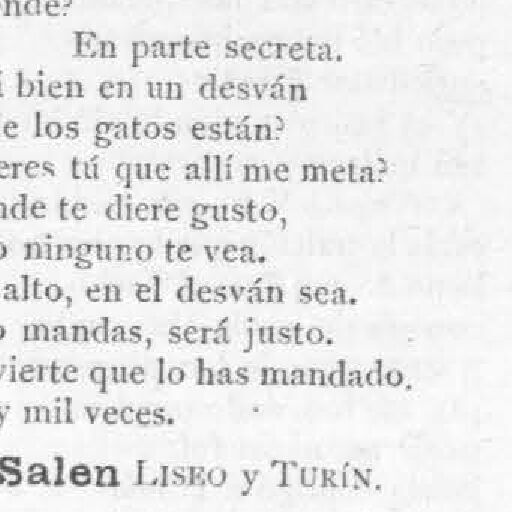 onde?
En parte secreta.
í bien en un desván
e los gatos están?
eres tú que allí me meta?
nde te diere gusto,
o ninguno te vea.
alto, en el desván sea.
o mandas, será justo.
vierte que lo has mandado.
y mil veces.
Salen LISEO y TURÍN.